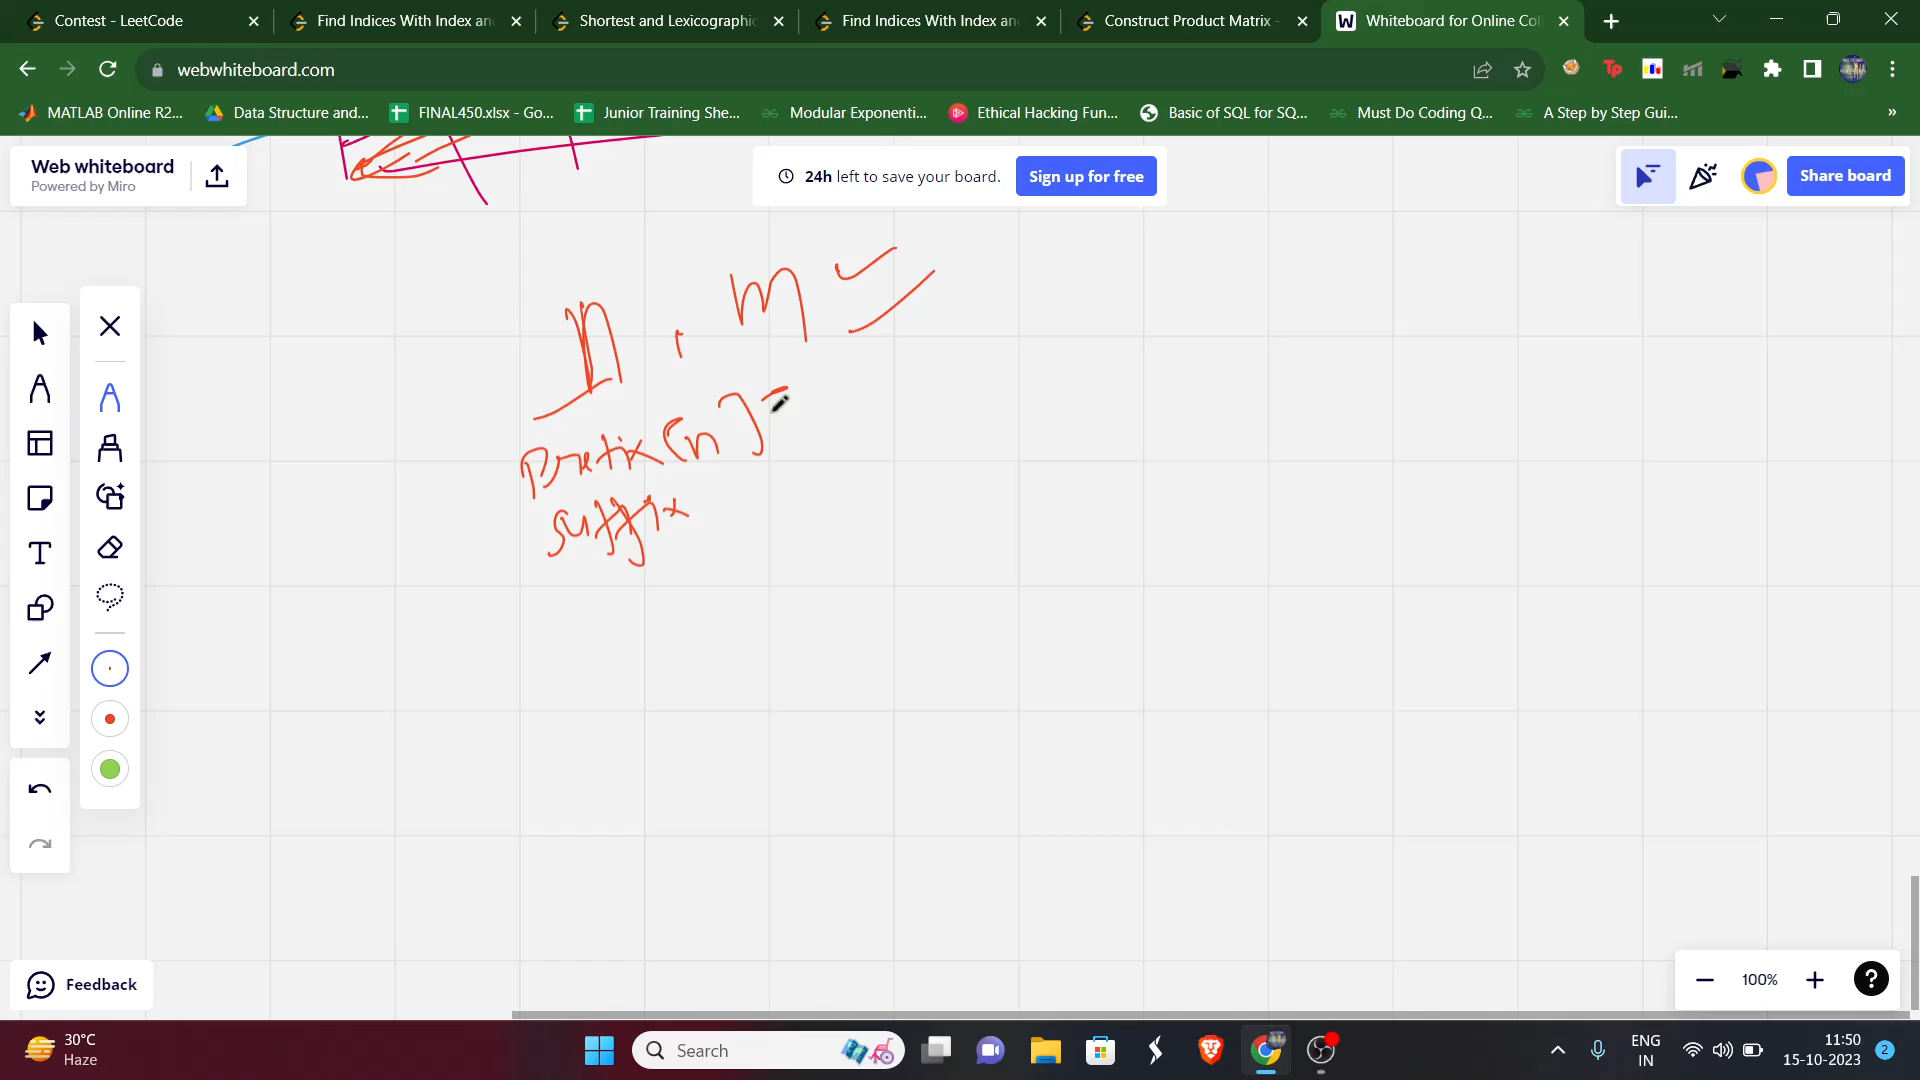 Contest - LeetCode
Find Indices With Index an
Shortest and Lexicographic
Find Indices With Index an
Construct Product Matrix -
Whiteboard for Online Col
webwhiteboard.com
MATLAB Online R2...
Data Structure and...
FINAL450.xlsx - Go...
Junior Training She...
Modular Exponenti...
Ethical Hacking Fun...
Basic of SQL for SQ...
Must Do Coding Q...
A Step by Step Gui...
Web whiteboard
Powered by Miro
24h left to save your board.
Sign up for free
Share board
n , m
prefix [n] =
suffix
Feedback
100%
30°C
Haze
Search
ENG
IN
11:50
15-10-2023
2